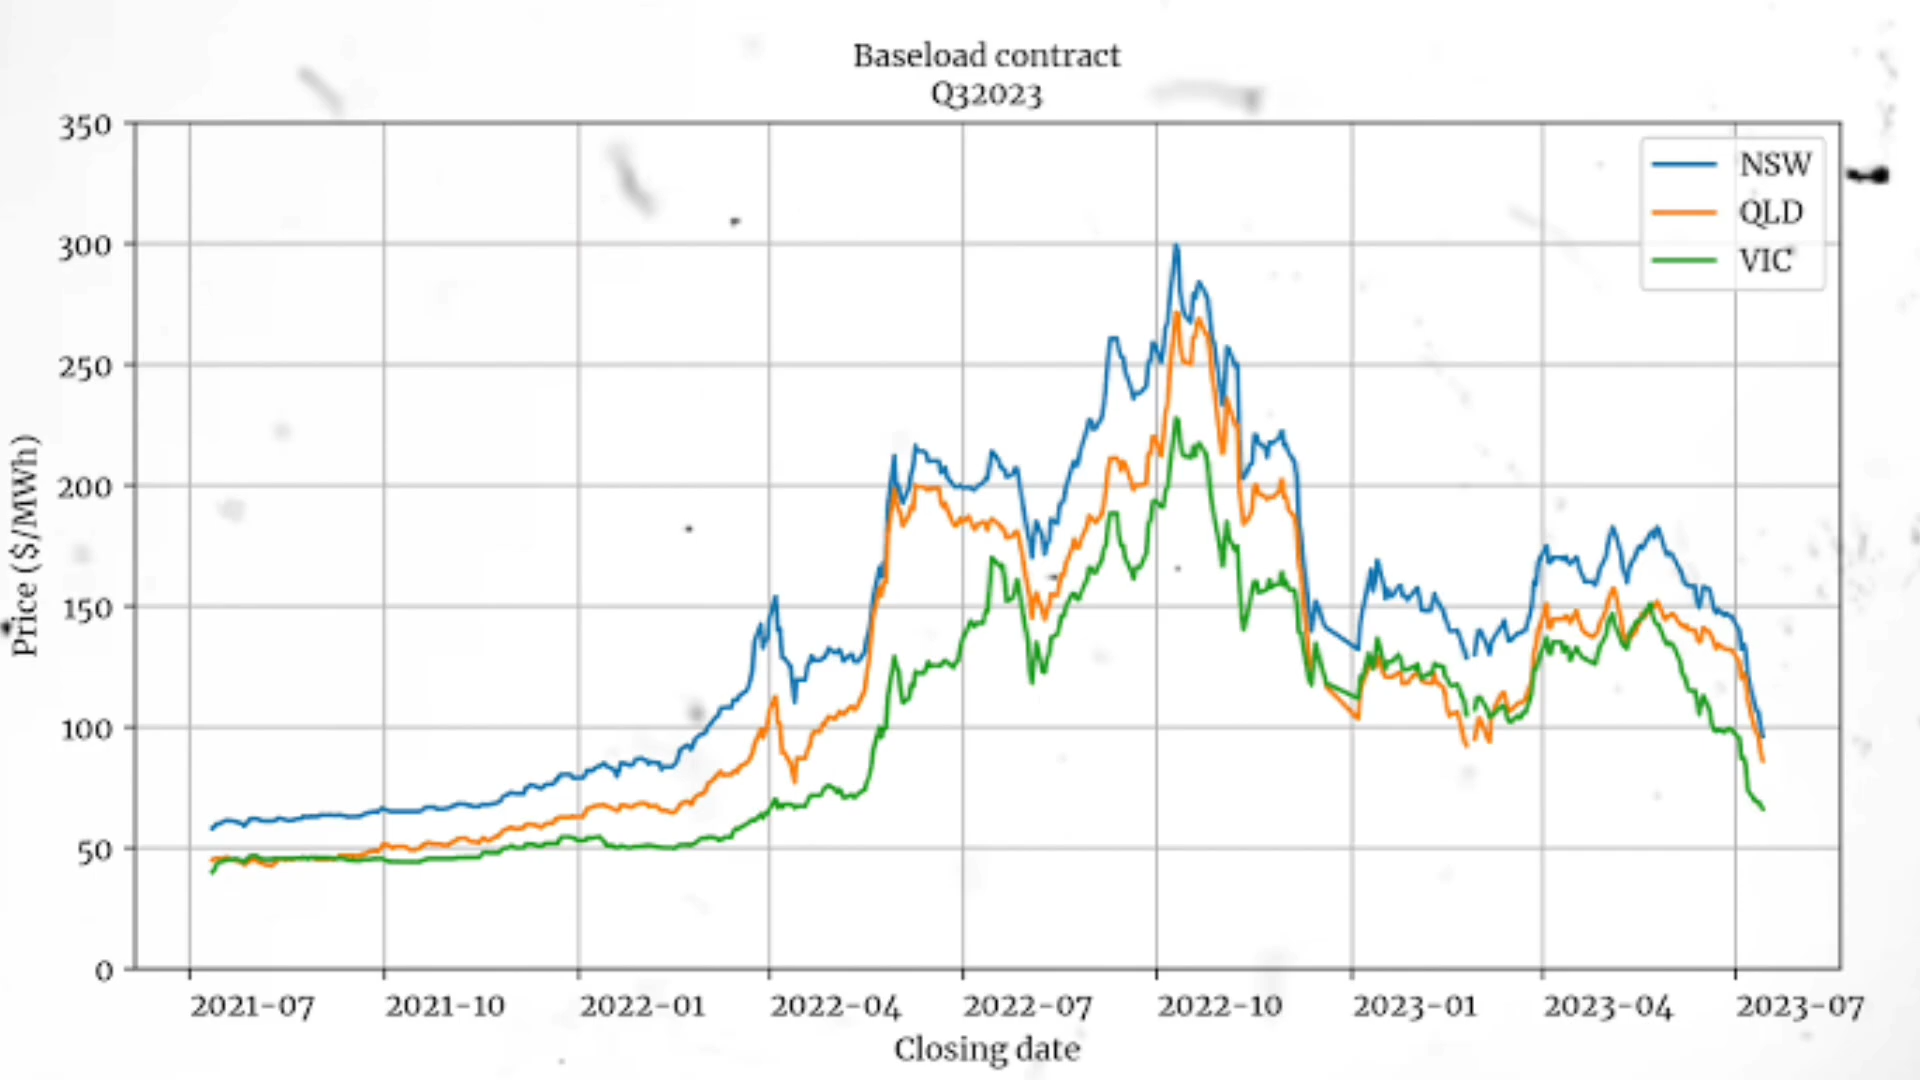 Baseload contract
Q32023
350
300
250
200
150
100
50
0
Price ($/MWh)
NSW
QLD
VIC
2021-07
2021-10
2022-01
2022-04
2022-07
2022-10
2023-01
2023-04
2023-07
Closing date